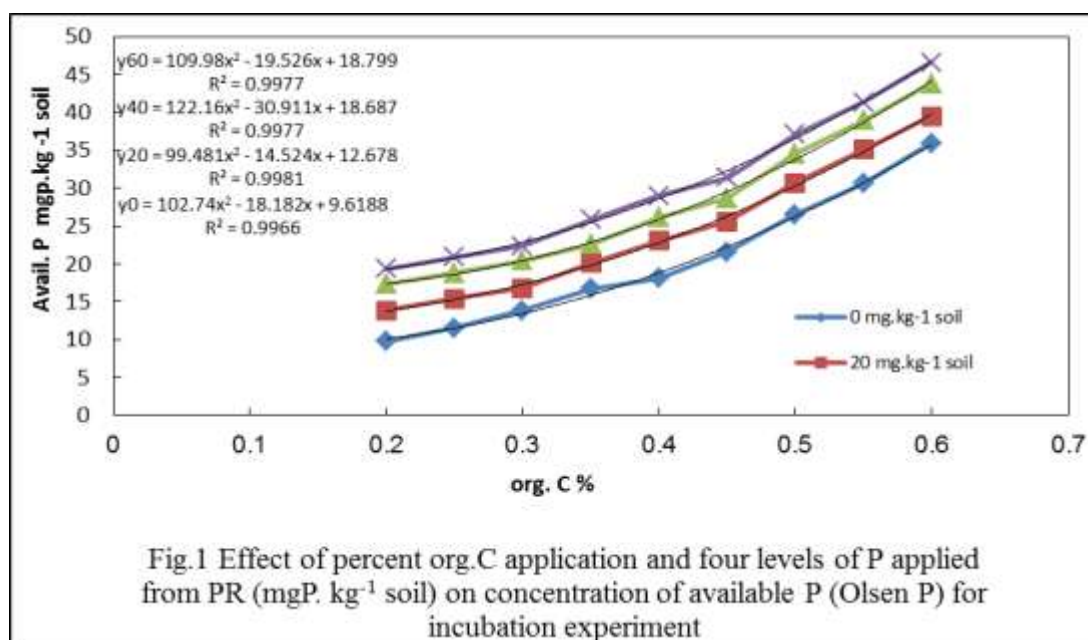 50
45
40
35
30
25
20
15
10
5
0
Avail. P mgp.kg-1 soil
y60 = 109.98x² - 19.526x + 18.799
R² = 0.9977
y40 = 122.16x² - 30.911x + 18.687
R² = 0.9977
y20 = 99.481x² - 14.524x + 12.678
R² = 0.9981
y0 = 102.74x² - 18.182x + 9.6188
R² = 0.9966
0 mg.kg-1 soil
20 mg.kg-1 soil
0 0.1 0.2 0.3 0.4 0.5 0.6 0.7
org. C %
Fig.1 Effect of percent org.C application and four levels of P applied
from PR (mgP. kg⁻¹ soil) on concentration of available P (Olsen P) for
incubation experiment